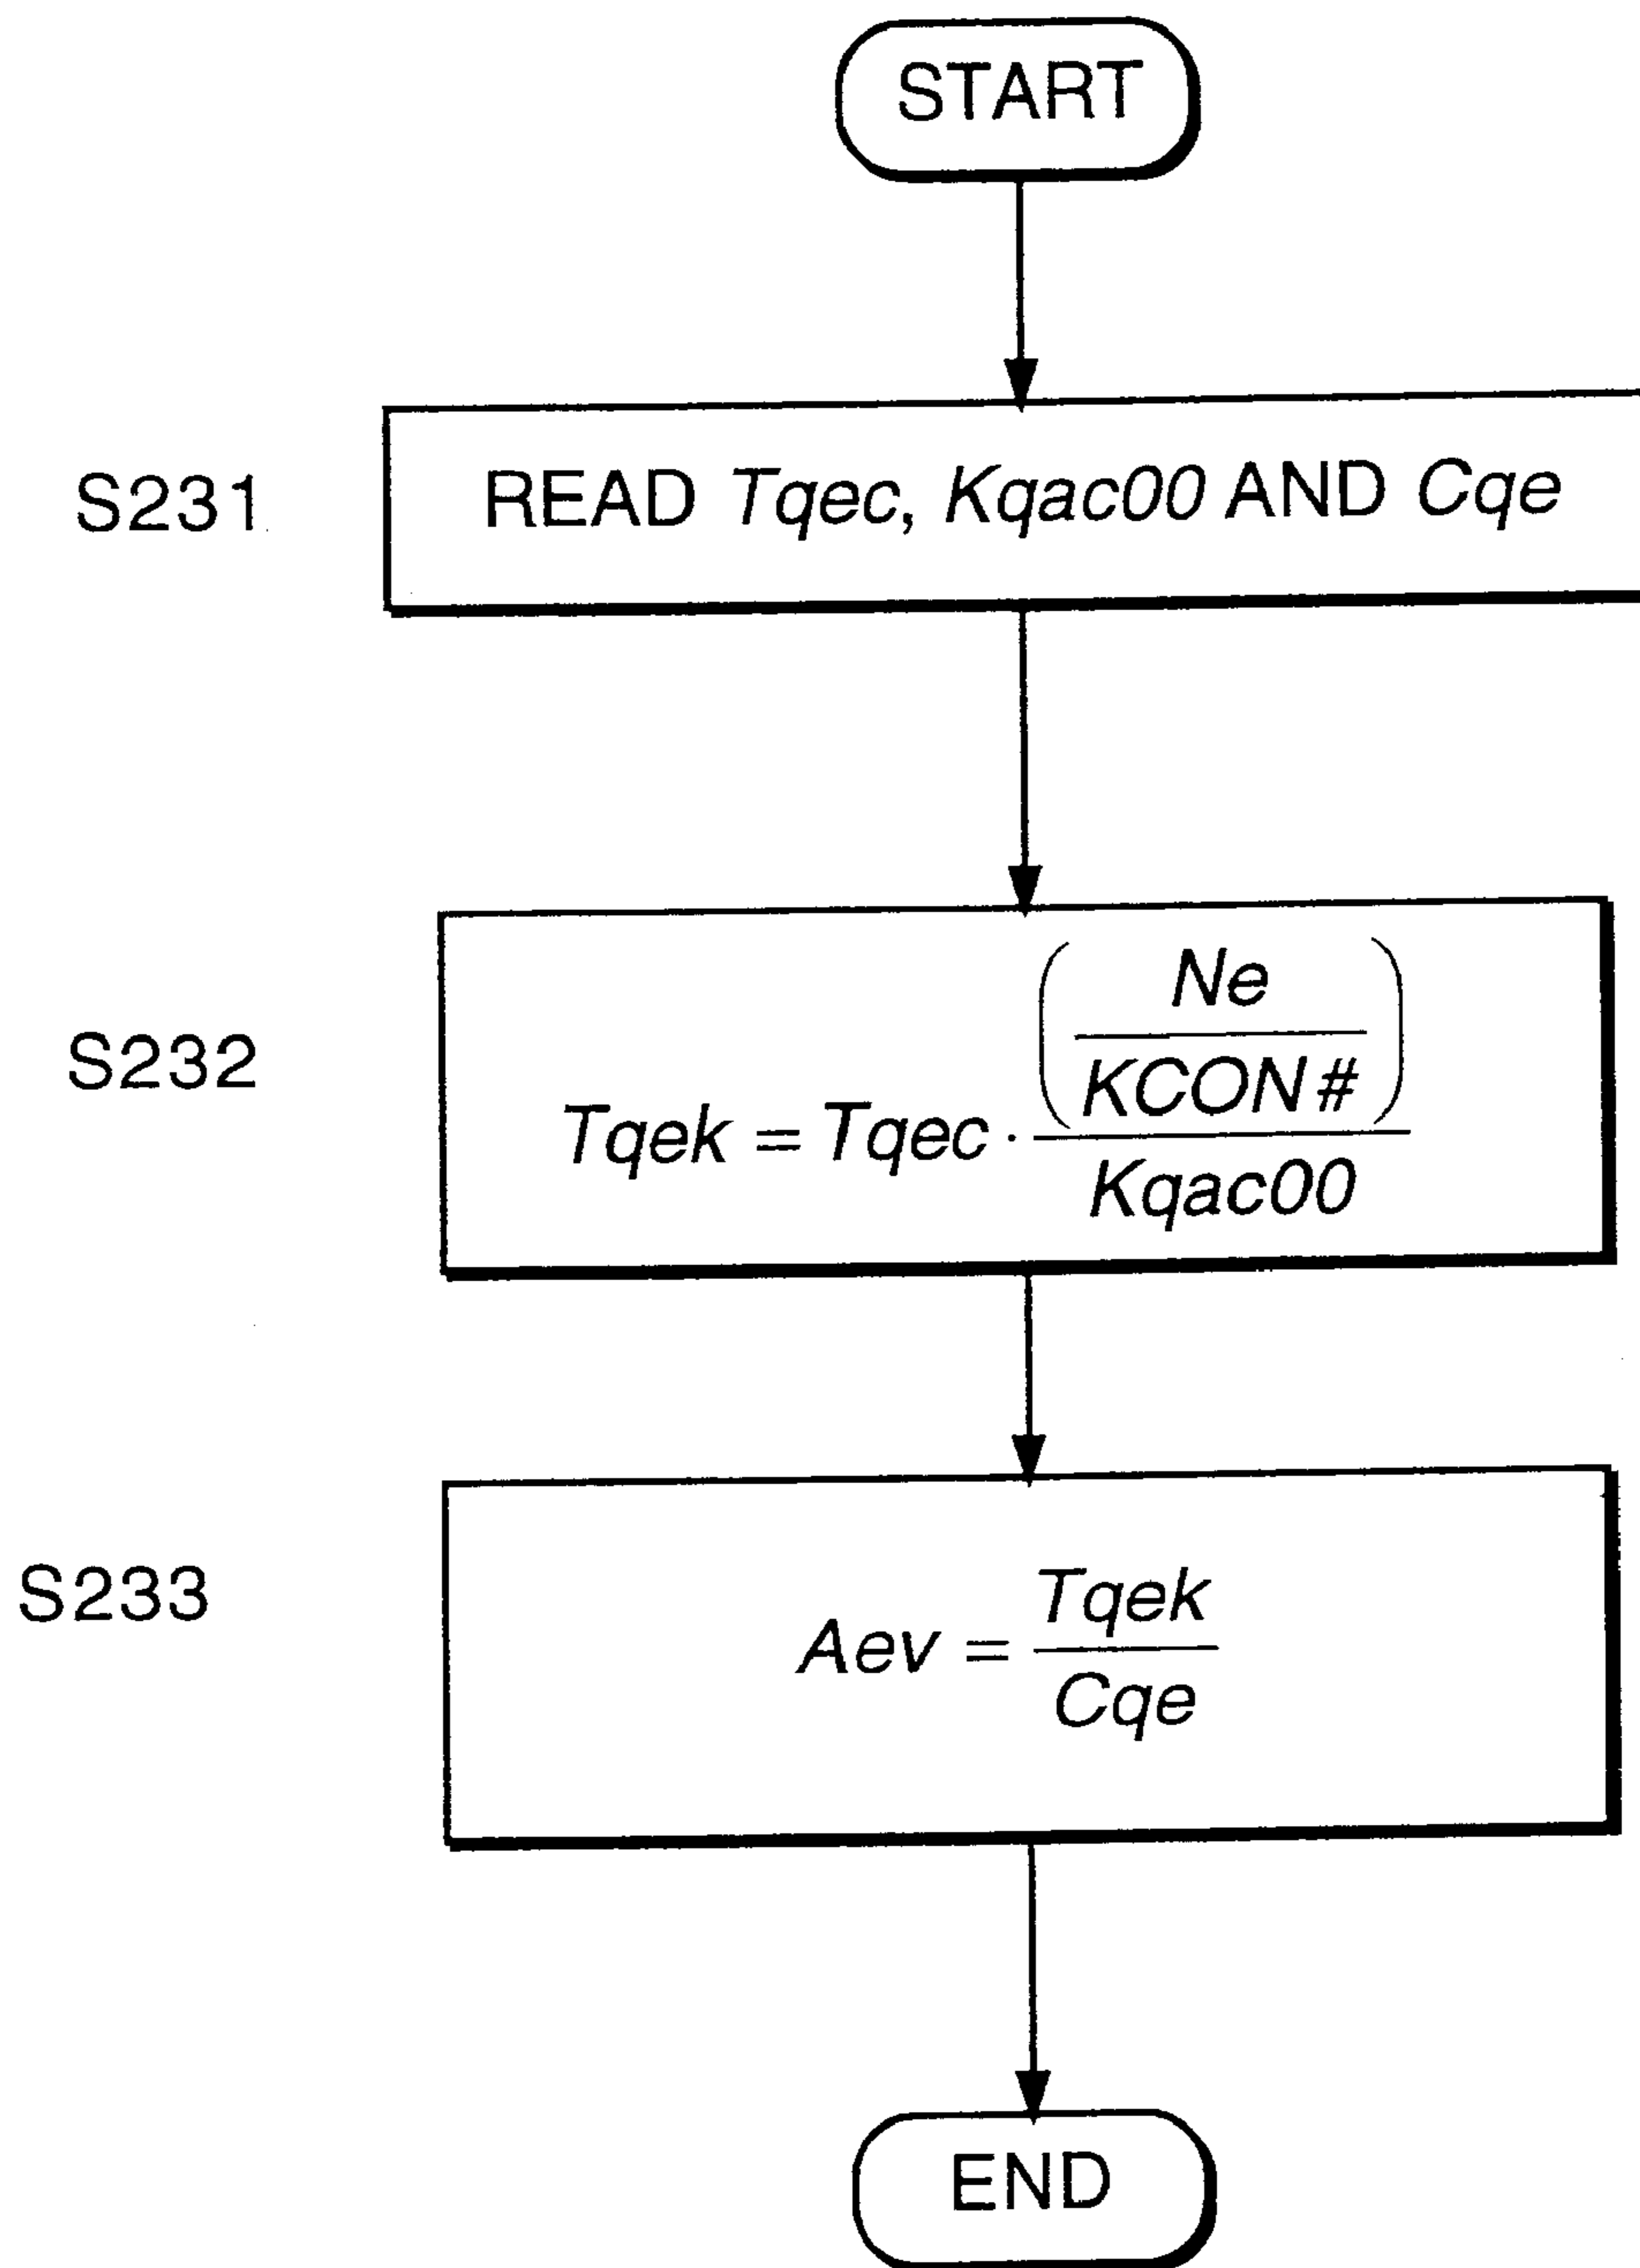 START
S231
READ Tqec, Kqac00 AND Cqe
S232
Tqek = Tqec · (Ne / KCON#) / Kqac00
S233
Aev = Tqek / Cqe
END